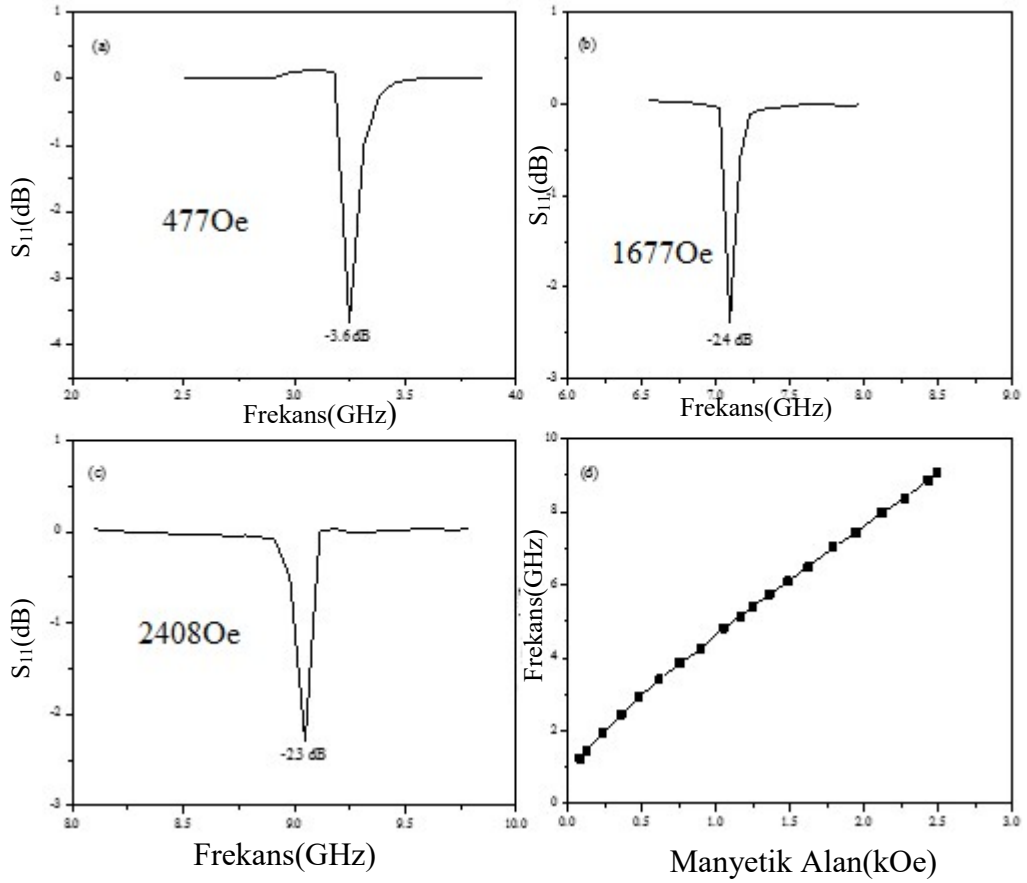 (a)
1
0
-1
-2
-3
-4
S11(dB)
477Oe
-3.6 dB
2.0
2.5
3.0
3.5
4.0
Frekans(GHz)
(b)
1
0
-1
-2
-3
S11(dB)
1677Oe
-24 dB
6.0
6.5
7.0
7.5
8.0
8.5
9.0
Frekans(GHz)
(c)
1
0
-1
-2
-3
S11(dB)
2408Oe
-23 dB
8.0
8.5
9.0
9.5
10.0
Frekans(GHz)
(d)
10
8
6
4
2
0
Frekans(GHz)
0.0
0.5
1.0
1.5
2.0
2.5
3.0
Manyetik Alan(kOe)